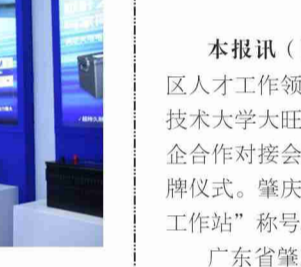 本报讯（
区人才工作领
技术大学大旺
企合作对接会
牌仪式。肇庆
工作站”称号
广东省肇